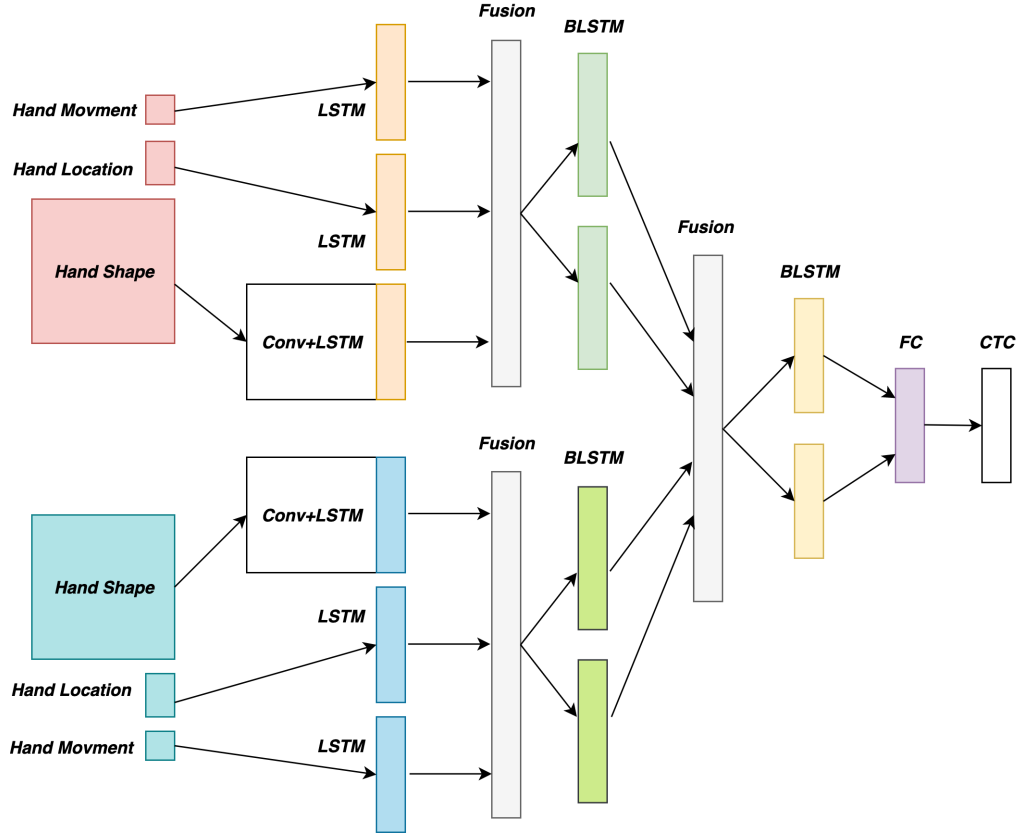 Fusion
BLSTM
Hand Movment
LSTM
Hand Location
LSTM
Hand Shape
Conv+LSTM
Fusion
BLSTM
FC
CTC
Fusion
BLSTM
Conv+LSTM
Hand Shape
LSTM
Hand Location
Hand Movment
LSTM